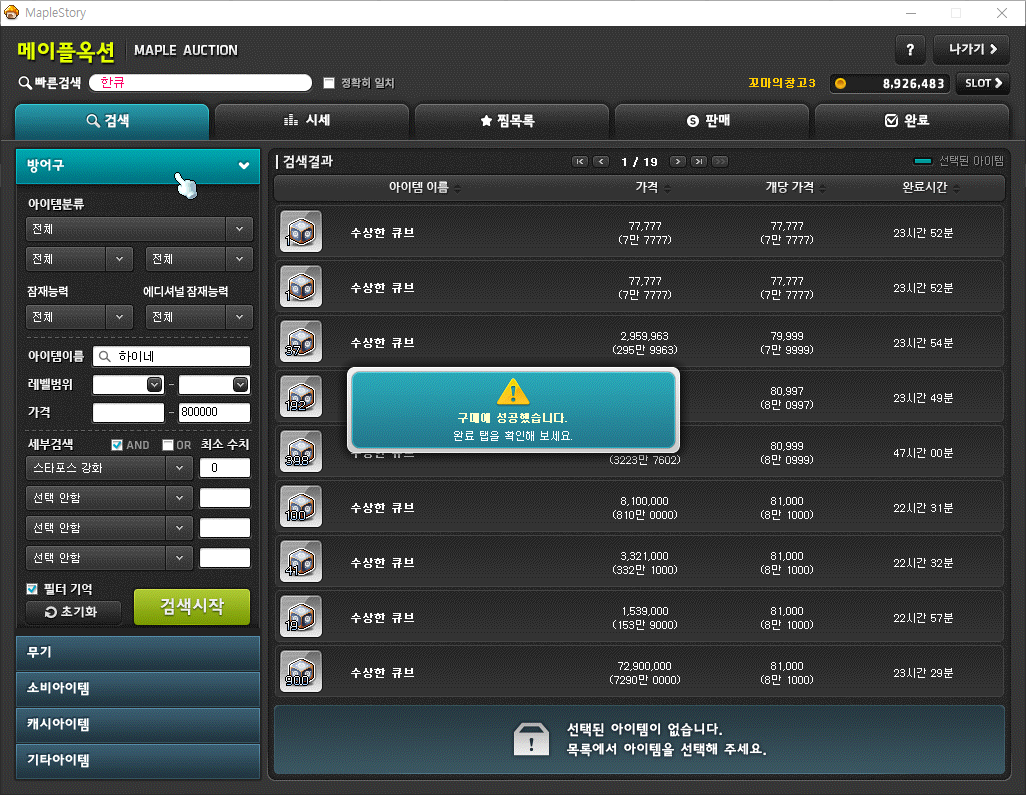 MapleStory
메이플옥션 MAPLE AUCTION
? 나가기
빠른검색 한큐 정확히 일치
꼬마의창고3 8,926,483 SLOT
검색 시세 찜목록 판매 완료
방어구
아이템분류
전체
전체 전체
잠재능력 에디셔널 잠재능력
전체 전체
아이템이름 하이네
레벨범위 -
가격 - 800000
세부검색 AND OR 최소 수치
스타포스 강화 0
선택 안함
선택 안함
선택 안함
필터 기억
초기화 검색시작
무기
소비아이템
캐시아이템
기타아이템
검색결과 1 / 19 선택된 아이템
아이템 이름 가격 개당 가격 완료시간
1 수상한 큐브 77,777 77,777 23시간 52분
(7만 7777) (7만 7777)
1 수상한 큐브 77,777 77,777 23시간 52분
(7만 7777) (7만 7777)
37 수상한 큐브 2,959,963 79,999 23시간 54분
(295만 9963) (7만 9999)
192 80,997 23시간 49분
(8만 0997)
구매에 성공했습니다.
완료 탭을 확인해 보세요.
398 80,999 47시간 00분
(3223만 7602) (8만 0999)
100 수상한 큐브 8,100,000 81,000 22시간 31분
(810만 0000) (8만 1000)
41 수상한 큐브 3,321,000 81,000 22시간 32분
(332만 1000) (8만 1000)
19 수상한 큐브 1,539,000 81,000 22시간 57분
(153만 9000) (8만 1000)
900 수상한 큐브 72,900,000 81,000 23시간 29분
(7290만 0000) (8만 1000)
선택된 아이템이 없습니다.
목록에서 아이템을 선택해 주세요.